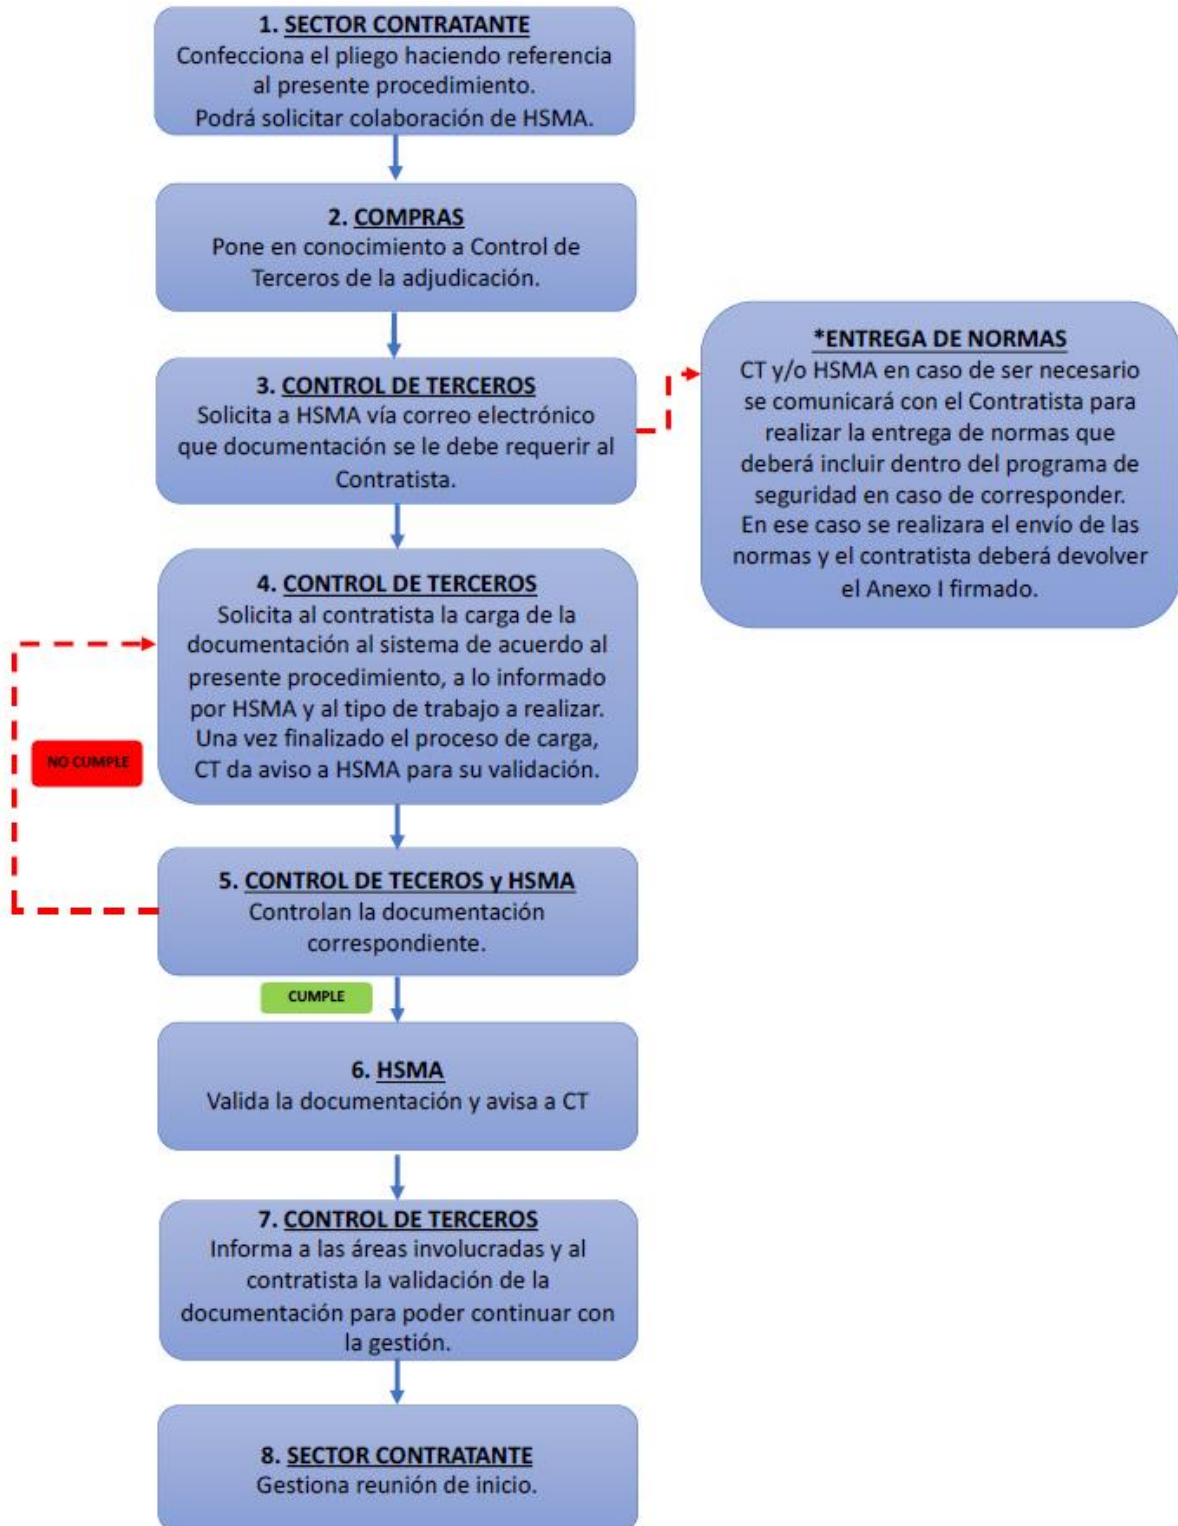 1. SECTOR CONTRATANTE
Confecciona el pliego haciendo referencia
al presente procedimiento.
Podrá solicitar colaboración de HSMA.
2. COMPRAS
Pone en conocimiento a Control de
Terceros de la adjudicación.
3. CONTROL DE TERCEROS
Solicita a HSMA vía correo electrónico
que documentación se le debe requerir al
Contratista.
*ENTREGA DE NORMAS
CT y/o HSMA en caso de ser necesario
se comunicará con el Contratista para
realizar la entrega de normas que
deberá incluir dentro del programa de
seguridad en caso de corresponder.
En ese caso se realizara el envío de las
normas y el contratista deberá devolver
el Anexo I firmado.
4. CONTROL DE TERCEROS
Solicita al contratista la carga de la
documentación al sistema de acuerdo al
presente procedimiento, a lo informado
por HSMA y al tipo de trabajo a realizar.
Una vez finalizado el proceso de carga,
CT da aviso a HSMA para su validación.
NO CUMPLE
5. CONTROL DE TECEROS y HSMA
Controlan la documentación
correspondiente.
CUMPLE
6. HSMA
Valida la documentación y avisa a CT
7. CONTROL DE TERCEROS
Informa a las áreas involucradas y al
contratista la validación de la
documentación para poder continuar con
la gestión.
8. SECTOR CONTRATANTE
Gestiona reunión de inicio.